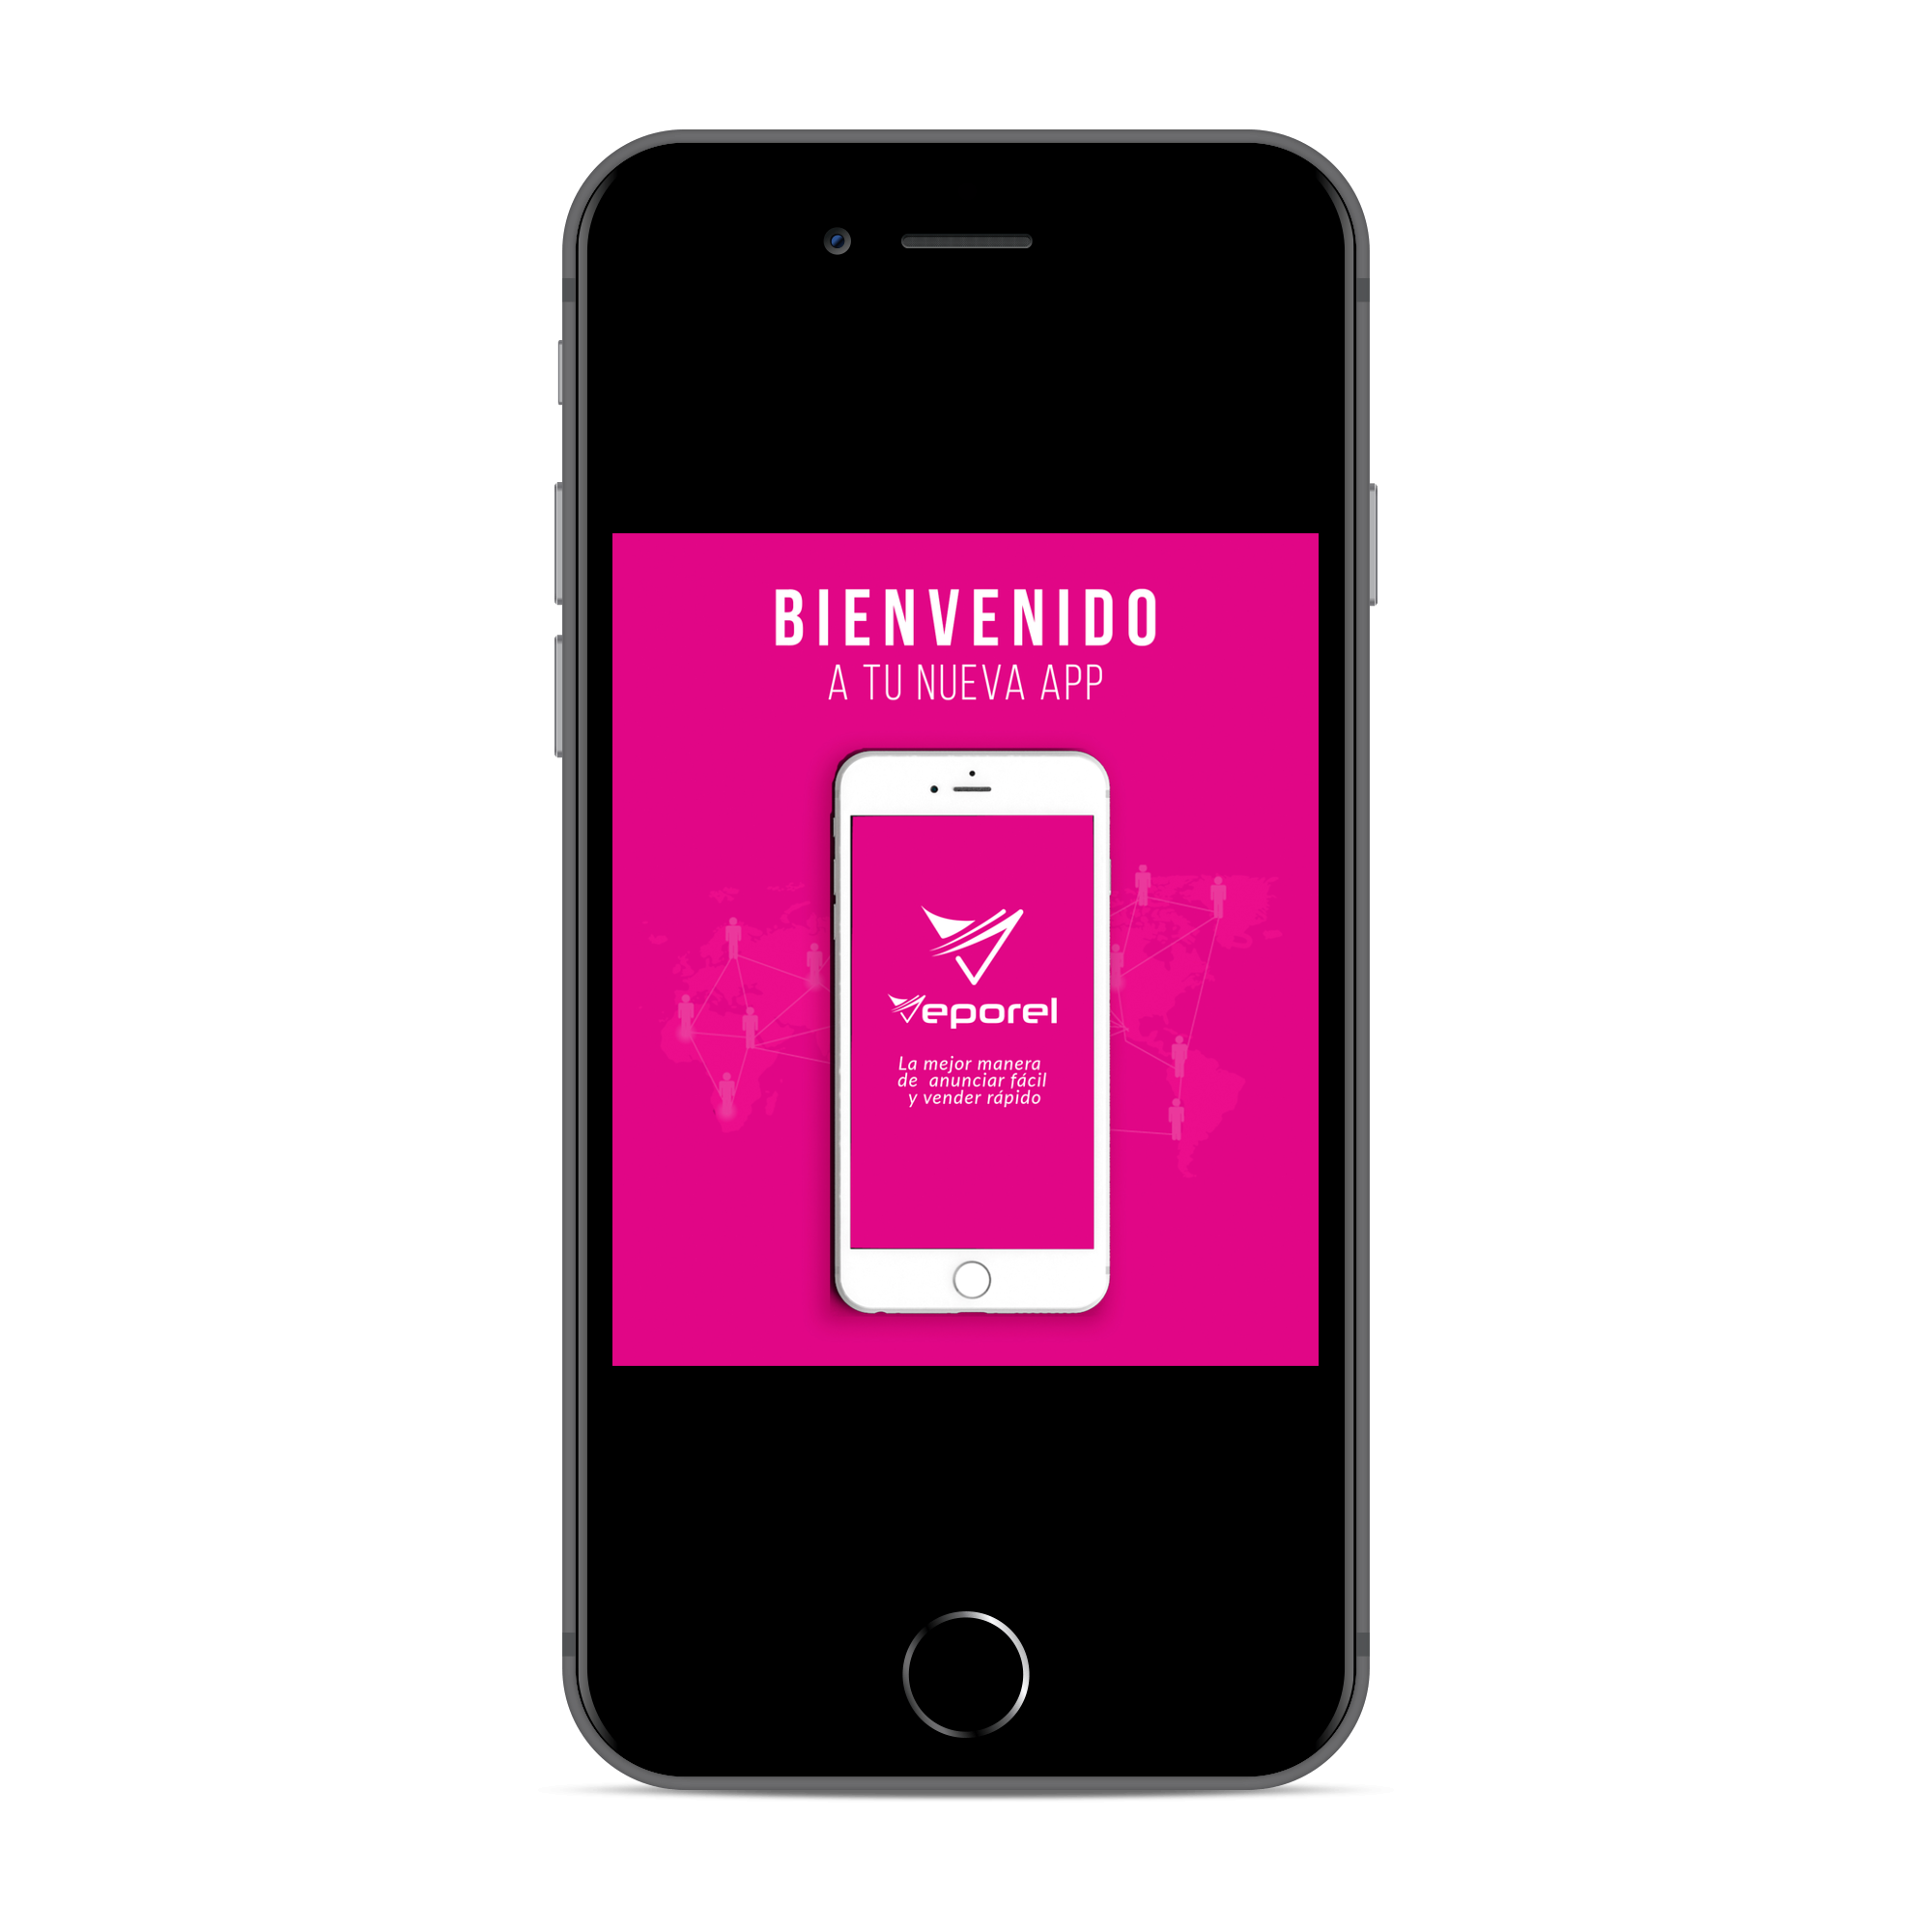 BIENVENIDO
A TU NUEVA APP
Veporel
La mejor manera
de anunciar fácil
y vender rápido